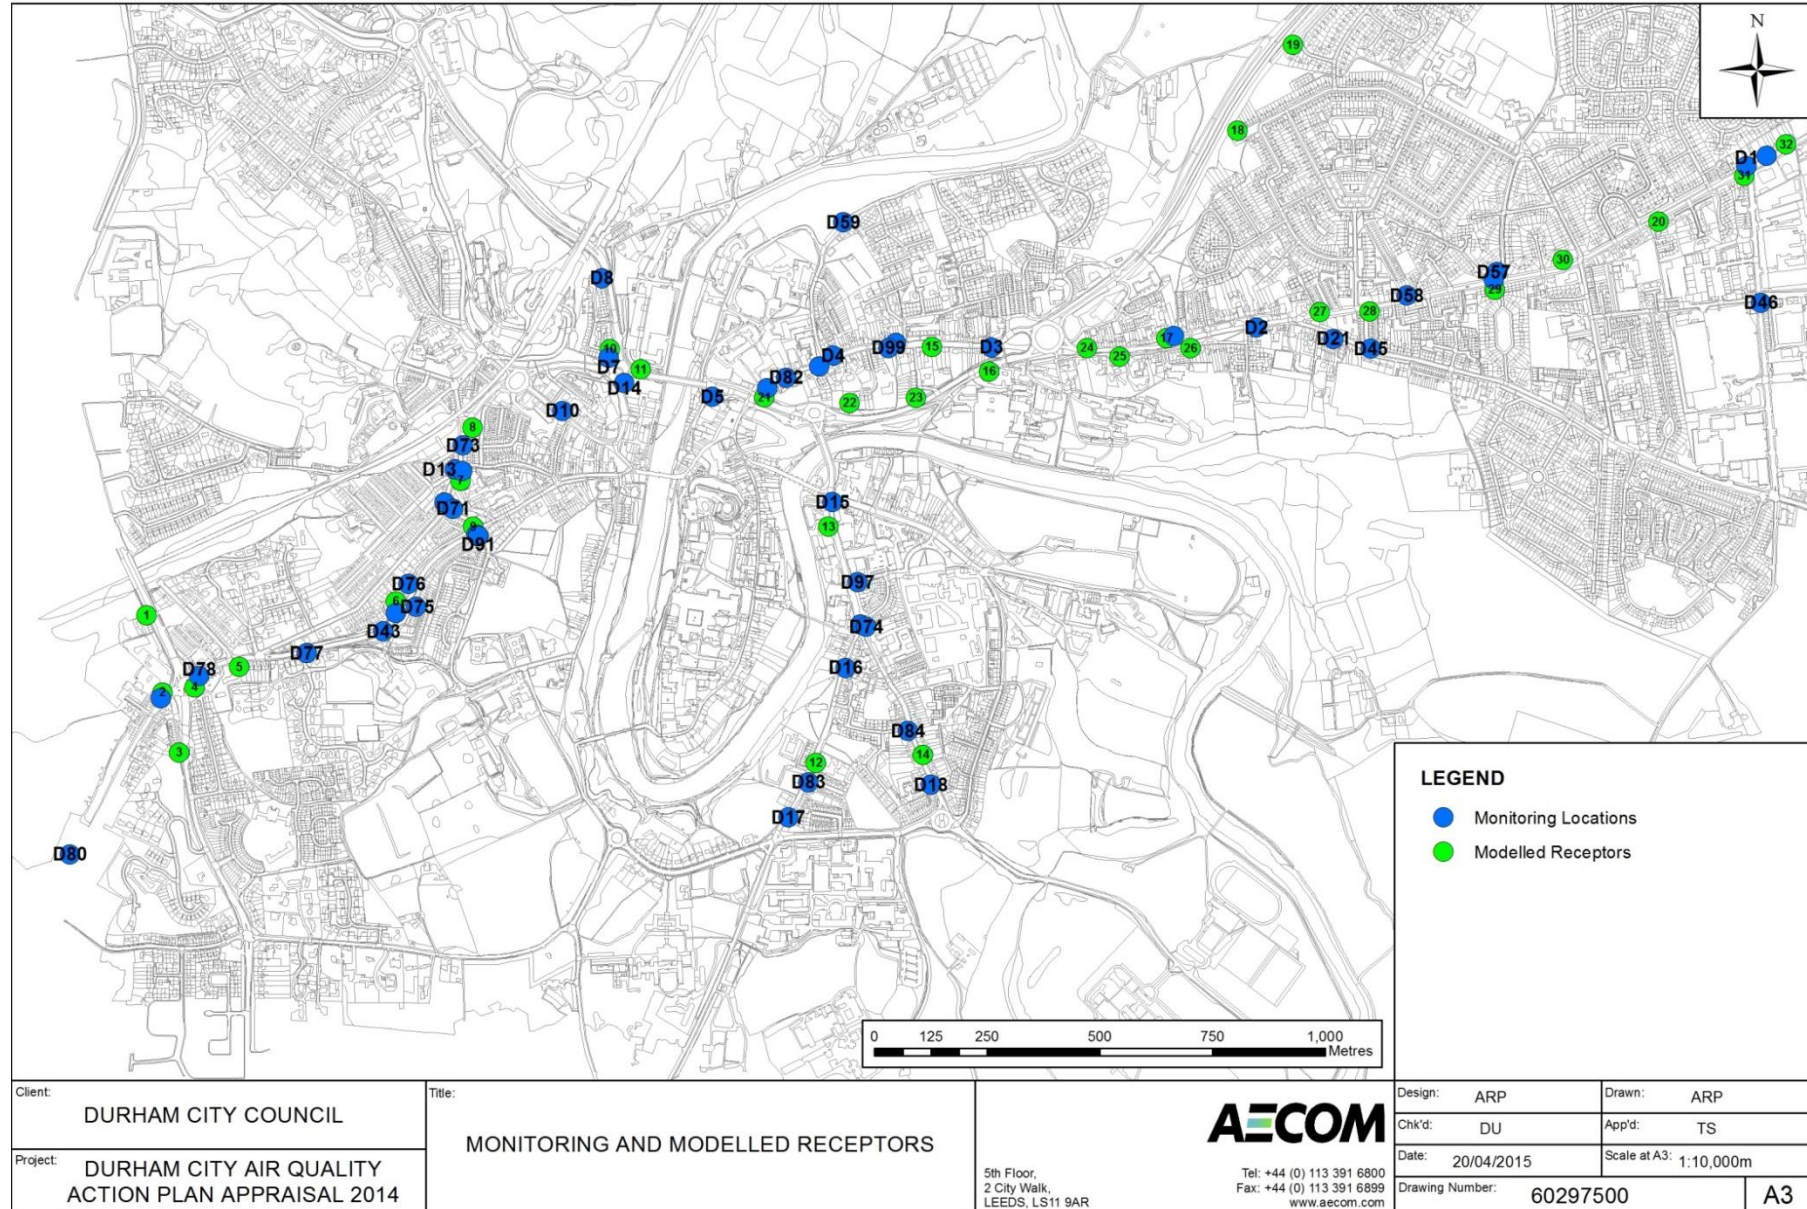 N
19
18
32
D1
31
D59
20
30
D57
D8
29
D58
D46
27
28
D2
17
D21
10
D99
15
D3
24
26
D45
D4
25
D7
11
16
D82
D14
D5
21
22
23
D10
8
D73
D13
7
D71
D15
9
13
D91
D76
D97
6
D75
1
D43
D74
D77
5
D78
D16
2
4
D84
3
14
12
D83
D18
D17
D80
LEGEND
Monitoring Locations
Modelled Receptors
0 125 250 500 750 1,000
Metres
Client:
DURHAM CITY COUNCIL
Project:
DURHAM CITY AIR QUALITY
ACTION PLAN APPRAISAL 2014
Title:
MONITORING AND MODELLED RECEPTORS
AECOM
5th Floor,
2 City Walk,
LEEDS, LS11 9AR
Tel: +44 (0) 113 391 6800
Fax: +44 (0) 113 391 6899
www.aecom.com
Design: ARP
Drawn: ARP
Chk'd: DU
App'd: TS
Date: 20/04/2015
Scale at A3: 1:10,000m
Drawing Number: 60297500
A3